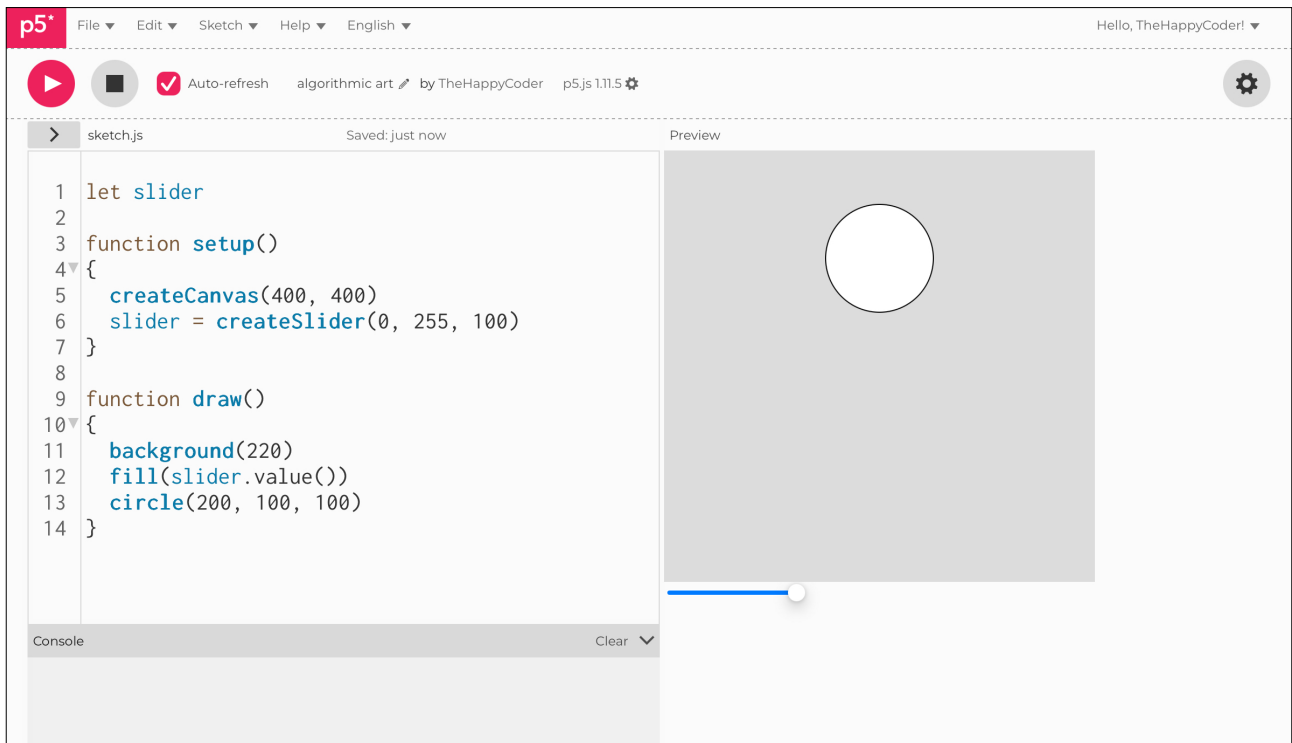 p5* File Edit Sketch Help English Hello, TheHappyCoder!
Auto-refresh algorithmic art by TheHappyCoder p5.js 1.11.5
sketch.js Saved: just now Preview
1 let slider
2
3 function setup()
4 {
5 createCanvas(400, 400)
6 slider = createSlider(0, 255, 100)
7 }
8
9 function draw()
10 {
11 background(220)
12 fill(slider.value())
13 circle(200, 100, 100)
14 }
Console Clear